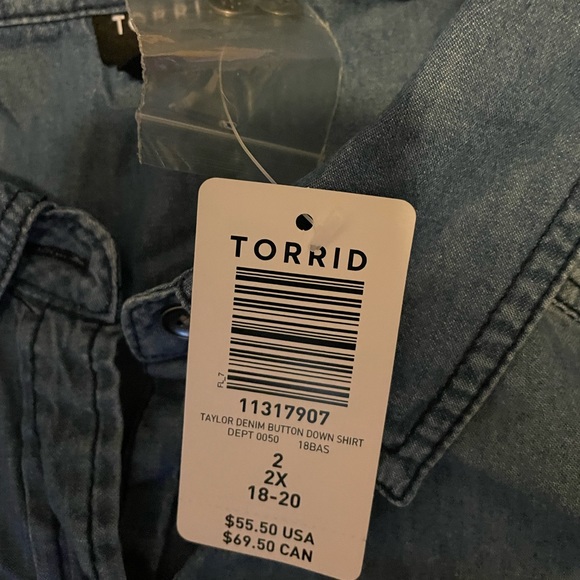 TORRID
FL_7
11317907
TAYLOR DENIM BUTTON DOWN SHIRT
DEPT 0050 18BAS
2
2X
18-20
$55.50 USA
$69.50 CAN